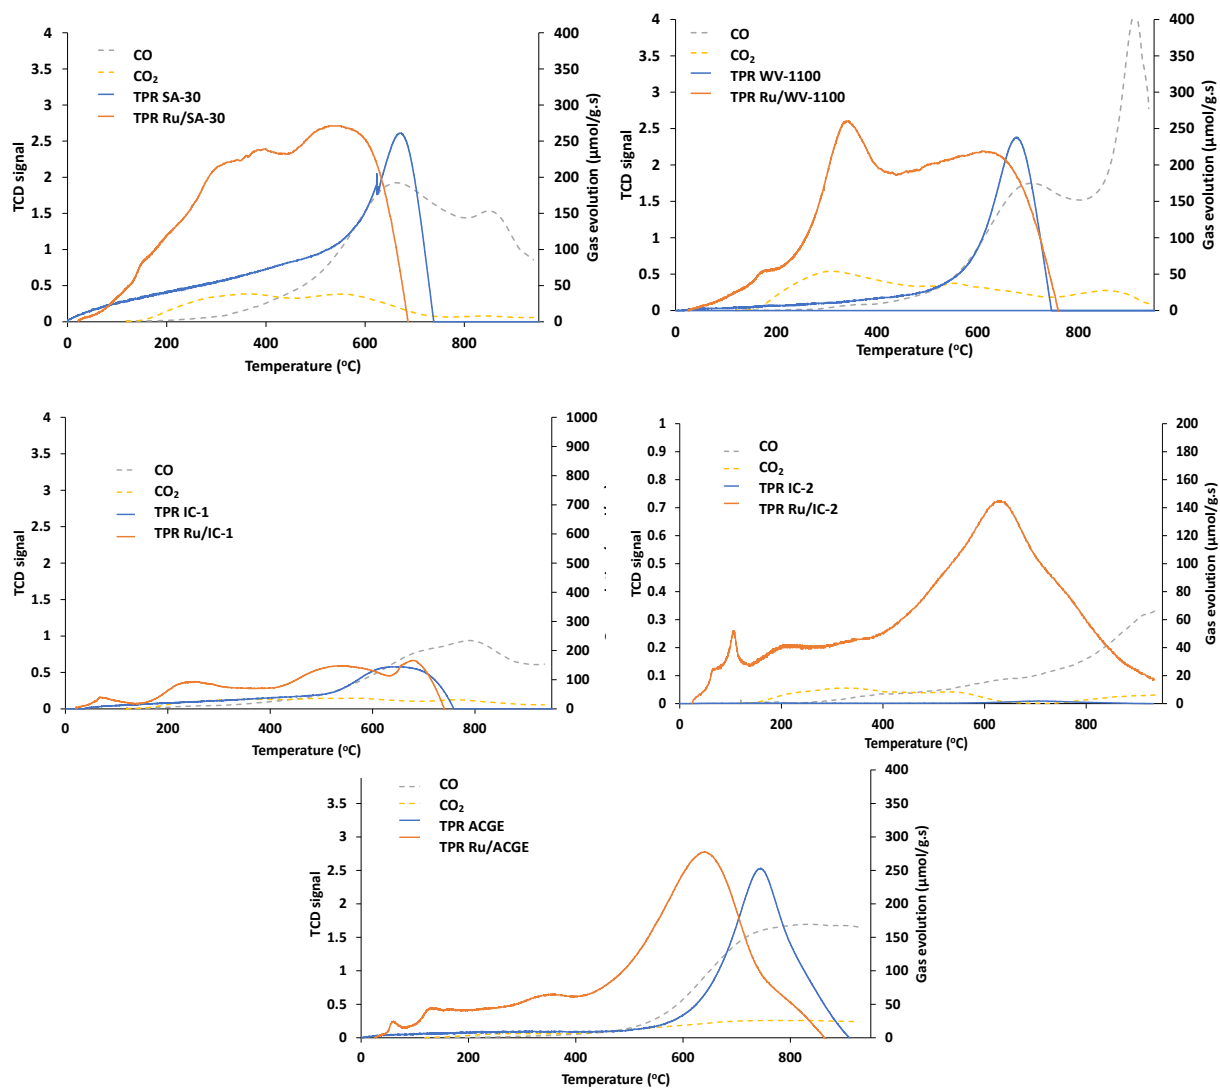 4
3.5
3
2.5
2
1.5
1
0.5
0
TCD signal
CO
CO2
TPR SA-30
TPR Ru/SA-30
400
350
300
250
200
150
100
50
0
Gas evolution (µmol/g.s)
0 200 400 600 800
Temperature (oC)
4
3.5
3
2.5
2
1.5
1
0.5
0
TCD signal
CO
CO2
TPR WV-1100
TPR Ru/WV-1100
400
350
300
250
200
150
100
50
0
Gas evolution (µmol/g.s)
0 200 400 600 800
Temperature (oC)
4
3.5
3
2.5
2
1.5
1
0.5
0
TCD signal
CO
CO2
TPR IC-1
TPR Ru/IC-1
1000
900
800
700
600
500
400
300
200
100
0
0 200 400 600 800
Temperature (oC)
1
0.9
0.8
0.7
0.6
0.5
0.4
0.3
0.2
0.1
0
TCD signal
CO
CO2
TPR IC-2
TPR Ru/IC-2
200
180
160
140
120
100
80
60
40
20
0
Gas evolution (µmol/g.s)
0 200 400 600 800
Temperature (oC)
3.5
3
2.5
2
1.5
1
0.5
0
TCD signal
CO
CO2
TPR ACGE
TPR Ru/ACGE
400
350
300
250
200
150
100
50
0
Gas evolution (µmol/g.s)
0 200 400 600 800
Temperature (oC)